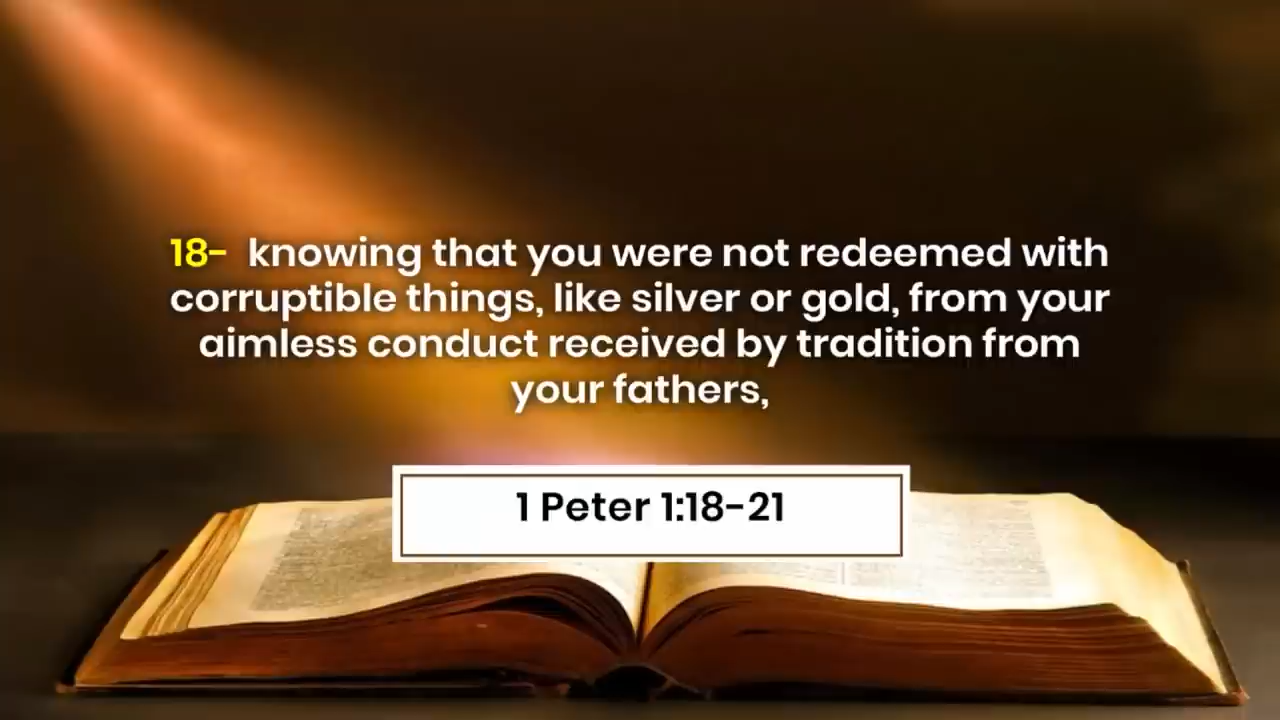 18- knowing that you were not redeemed with
corruptible things, like silver or gold, from your
aimless conduct received by tradition from
your fathers,
1 Peter 1:18-21